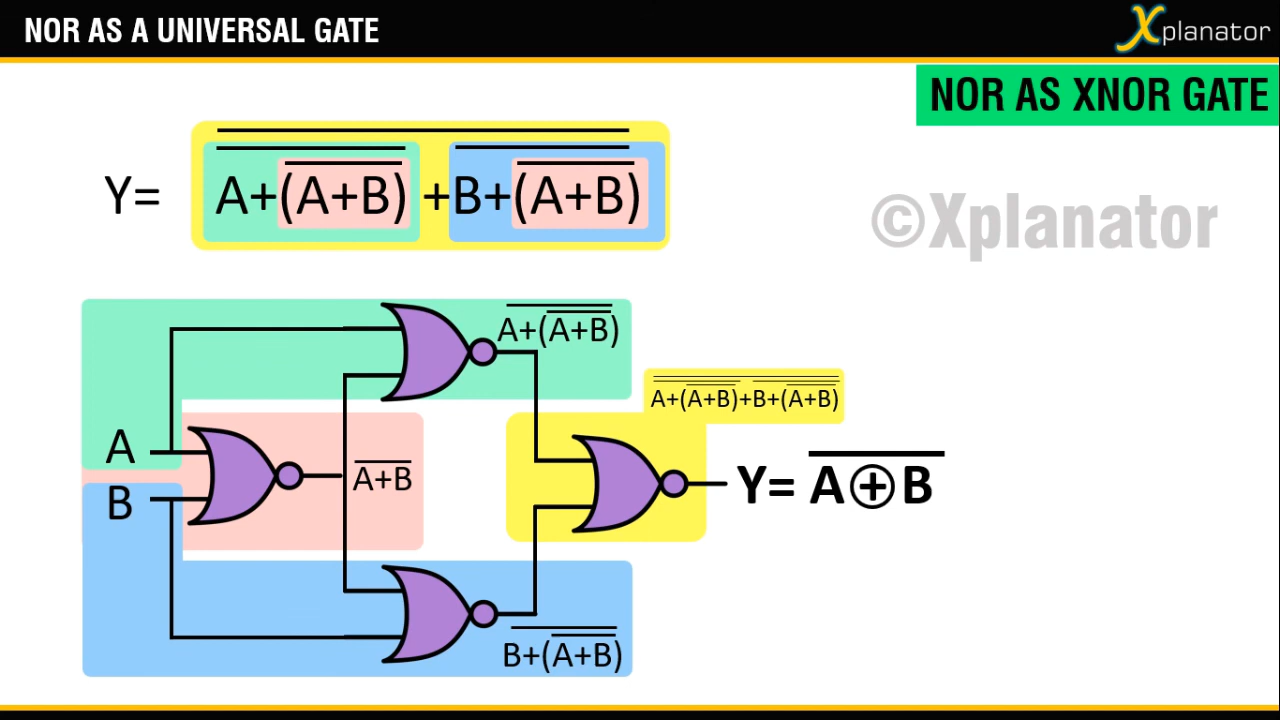 NOR AS A UNIVERSAL GATE
Xplanator
NOR AS XNOR GATE
Y= A̅+̅(̅A̅+̅B̅)̅ + B̅+̅(̅A̅+̅B̅)̅
©Xplanator
A+(A+B)
A+(A+B)+B+(A+B)
A
A+B
Y= A⊕B
B
B+(A+B)